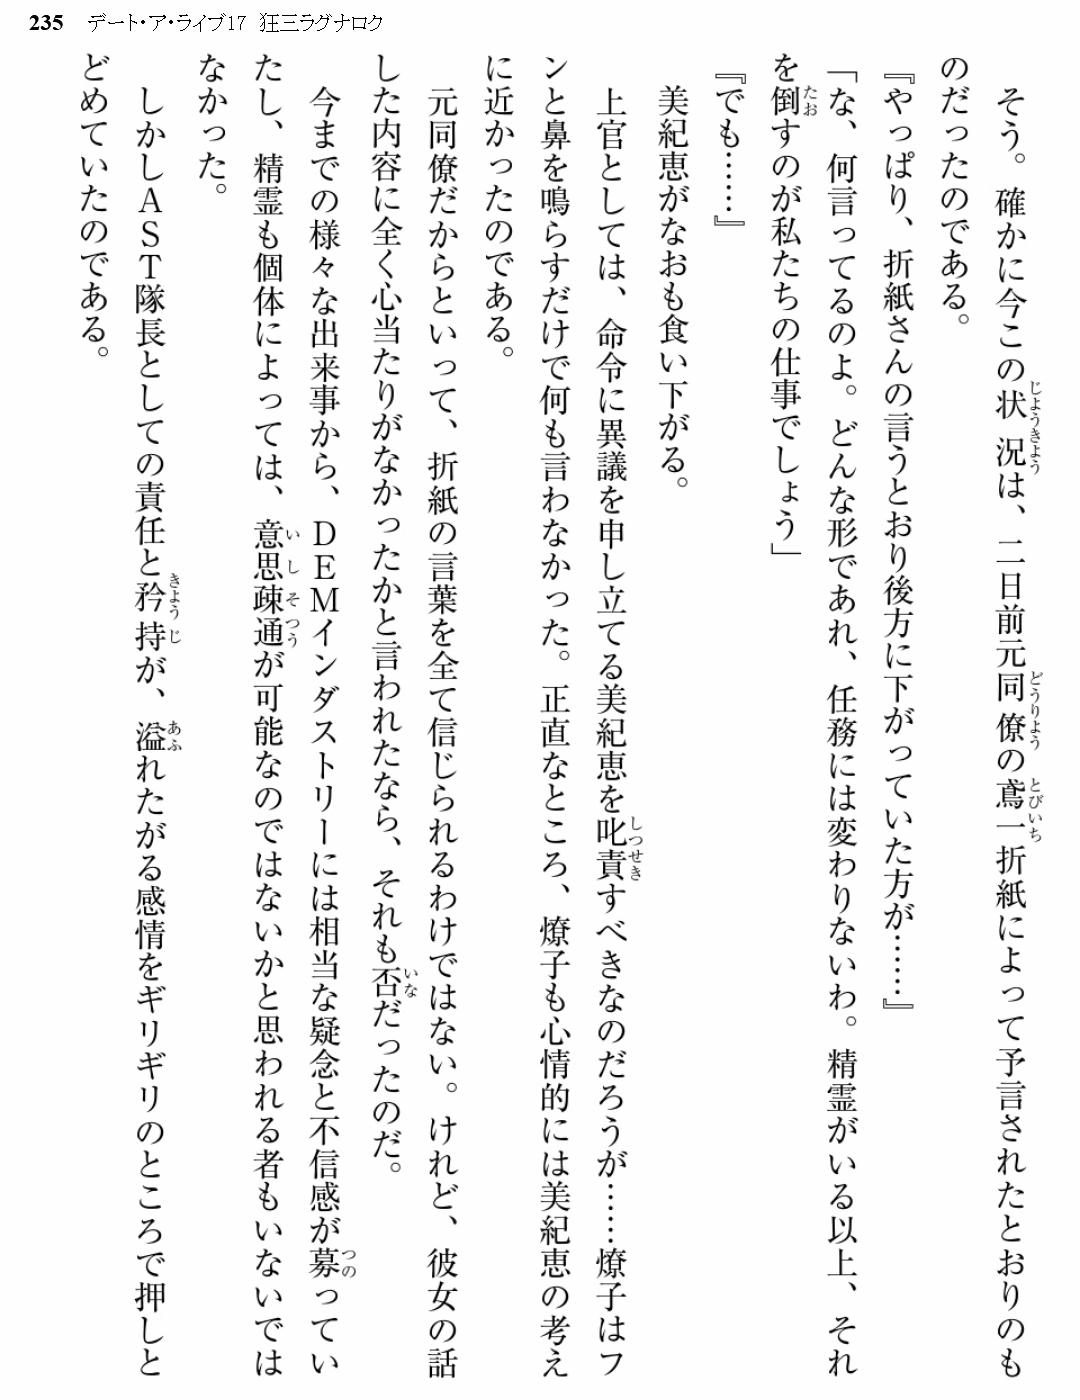 235 デート・ア・ライブ17 狂三ラグナロク
そう。確かに今この状況は、二日前元同僚の鳶一折紙によって予言されたとおりのも
のだったのである。
『やっぱり、折紙さんの言うとおり後方に下がっていた方が……』
「な、何言ってるのよ。どんな形であれ、任務には変わりないわ。精霊がいる以上、それ
を倒すのが私たちの仕事でしょう」
『でも……』
美紀恵がなおも食い下がる。
上官としては、命令に異議を申し立てる美紀恵を叱責すべきなのだろうが……燎子はフ
ンと鼻を鳴らすだけで何も言わなかった。正直なところ、燎子も心情的には美紀恵の考え
に近かったのである。
元同僚だからといって、折紙の言葉を全て信じられるわけではない。けれど、彼女の話
した内容に全く心当たりがなかったかと言われたなら、それも否だったのだ。
今までの様々な出来事から、ＤＥＭインダストリーには相当な疑念と不信感が募ってい
たし、精霊も個体によっては、意思疎通が可能なのではないかと思われる者もいないでは
なかった。
しかしＡＳＴ隊長としての責任と矜持が、溢れたがる感情をギリギリのところで押しと
どめていたのである。